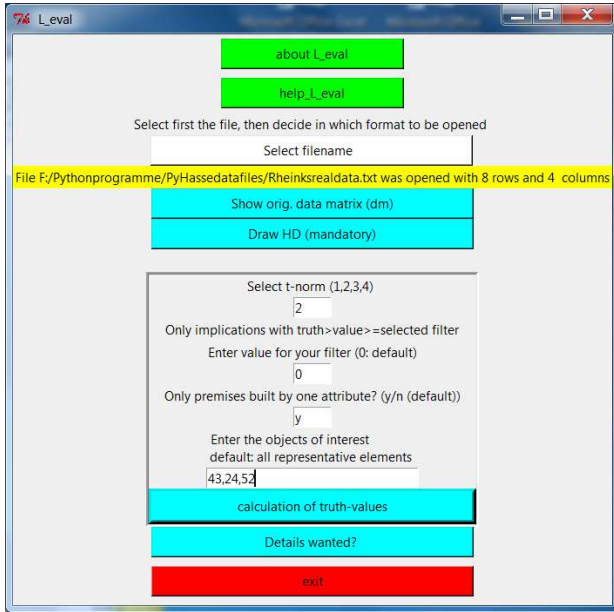 L_eval
about L_eval
help_L_eval
Select first the file, then decide in which format to be opened
Select filename
File F:/Pythonprogramme/PyHassedatafiles/Rheinksrealdata.txt was opened with 8 rows and 4 columns
Show orig. data matrix (dm)
Draw HD (mandatory)
Select t-norm (1,2,3,4)
2
Only implications with truth>value>=selected filter
Enter value for your filter (0: default)
0
Only premises built by one attribute? (y/n (default))
y
Enter the objects of interest
default: all representative elements
43,24,52
calculation of truth-values
Details wanted?
exit